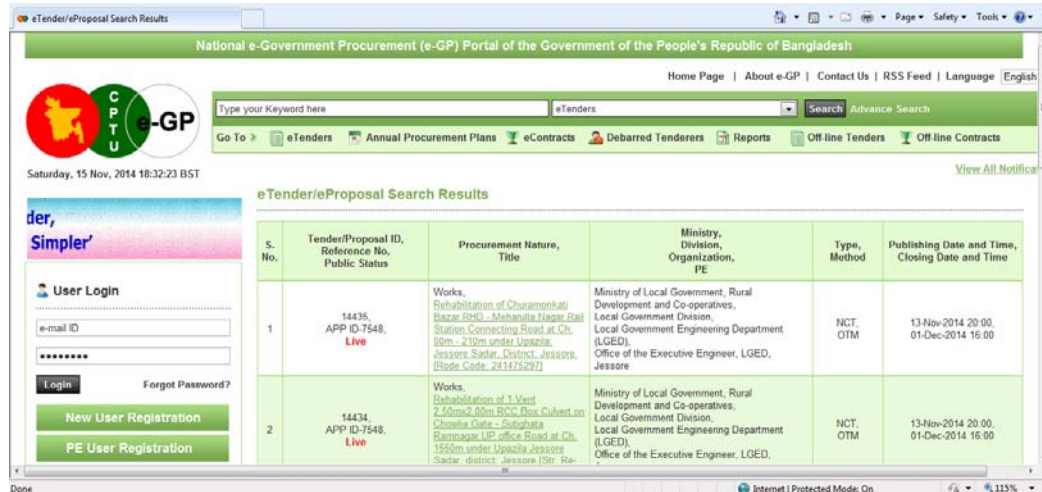 eTender/eProposal Search Results
Page Safety Tools
National e-Government Procurement (e-GP) Portal of the Government of the People's Republic of Bangladesh
Home Page | About e-GP | Contact Us | RSS Feed | Language English
C
P
T
U
e-GP
Type your Keyword here
eTenders
Search Advance Search
Go To » eTenders Annual Procurement Plans eContracts Debarred Tenderers Reports Off-line Tenders Off-line Contracts
Saturday, 15 Nov, 2014 18:32:23 BST
View All Notifica
der,
Simpler'
User Login
e-mail ID
Login Forgot Password?
New User Registration
PE User Registration
eTender/eProposal Search Results
S.
No.
Tender/Proposal ID,
Reference No,
Public Status
Procurement Nature,
Title
Ministry,
Division,
Organization,
PE
Type,
Method
Publishing Date and Time,
Closing Date and Time
1
14435,
APP ID-7548,
Live
Works,
Rehabilitation of Churamonkati
Bazar RHD - Meharulla Nagar Rail
Station Connecting Road at Ch.
00m - 210m under Upazila:
Jessore Sadar, District. Jessore.
[Rode Code: 241475297]
Ministry of Local Government, Rural
Development and Co-operatives,
Local Government Division,
Local Government Engineering Department
(LGED),
Office of the Executive Engineer, LGED,
Jessore
NCT,
OTM
13-Nov-2014 20:00,
01-Dec-2014 16:00
2
14434,
APP ID-7548,
Live
Works,
Rehabilitation of 1 Vent
2.50mx2.00m RCC Box Culvert on
Chowlia Gate - Sutighata
Ramnagar UP office Road at Ch.
1550m under Upazila Jessore
Sadar, district: Jessore [Str. Re-
Ministry of Local Government, Rural
Development and Co-operatives,
Local Government Division,
Local Government Engineering Department
(LGED),
Office of the Executive Engineer, LGED,
NCT,
OTM
13-Nov-2014 20:00,
01-Dec-2014 16:00
Done
Internet | Protected Mode: On
115%